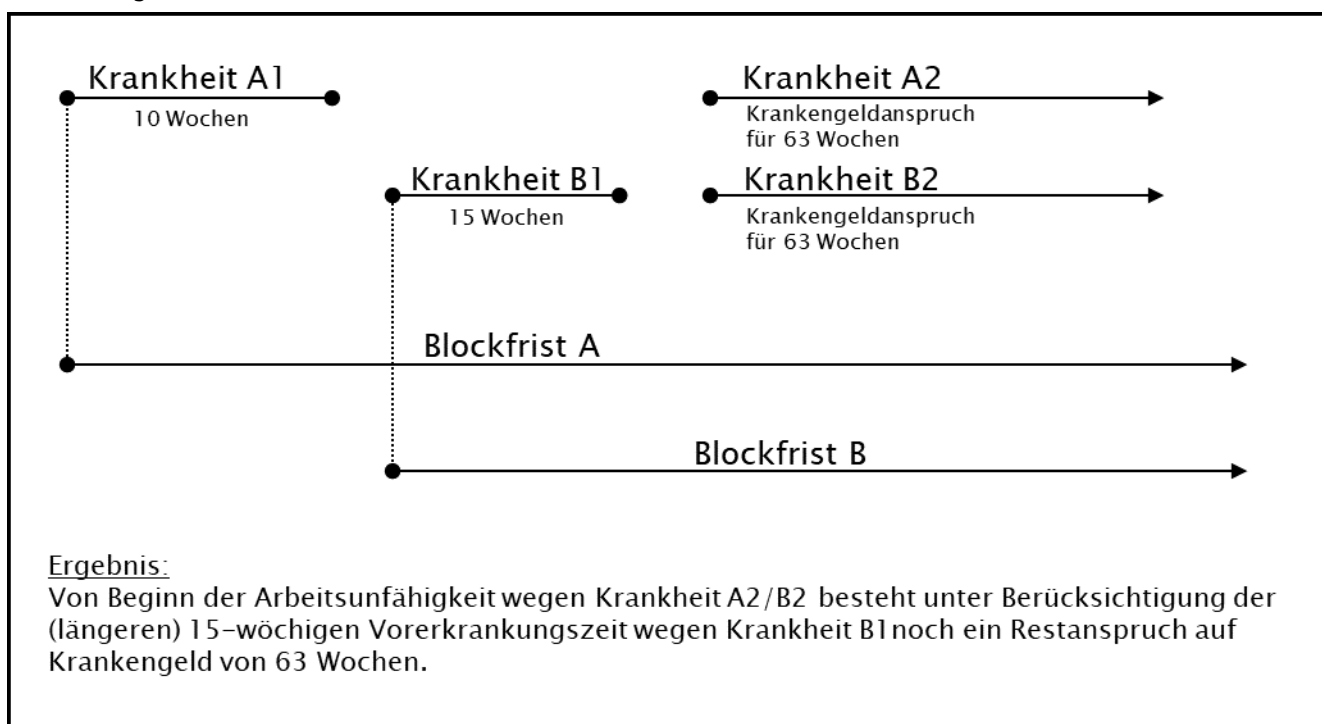 Krankheit A1
10 Wochen
Krankheit A2
Krankengeldanspruch
für 63 Wochen
Krankheit B1
15 Wochen
Krankheit B2
Krankengeldanspruch
für 63 Wochen
Blockfrist A
Blockfrist B
Ergebnis:
Von Beginn der Arbeitsunfähigkeit wegen Krankheit A2/B2 besteht unter Berücksichtigung der
(längeren) 15-wöchigen Vorerkrankungszeit wegen Krankheit B1noch ein Restanspruch auf
Krankengeld von 63 Wochen.